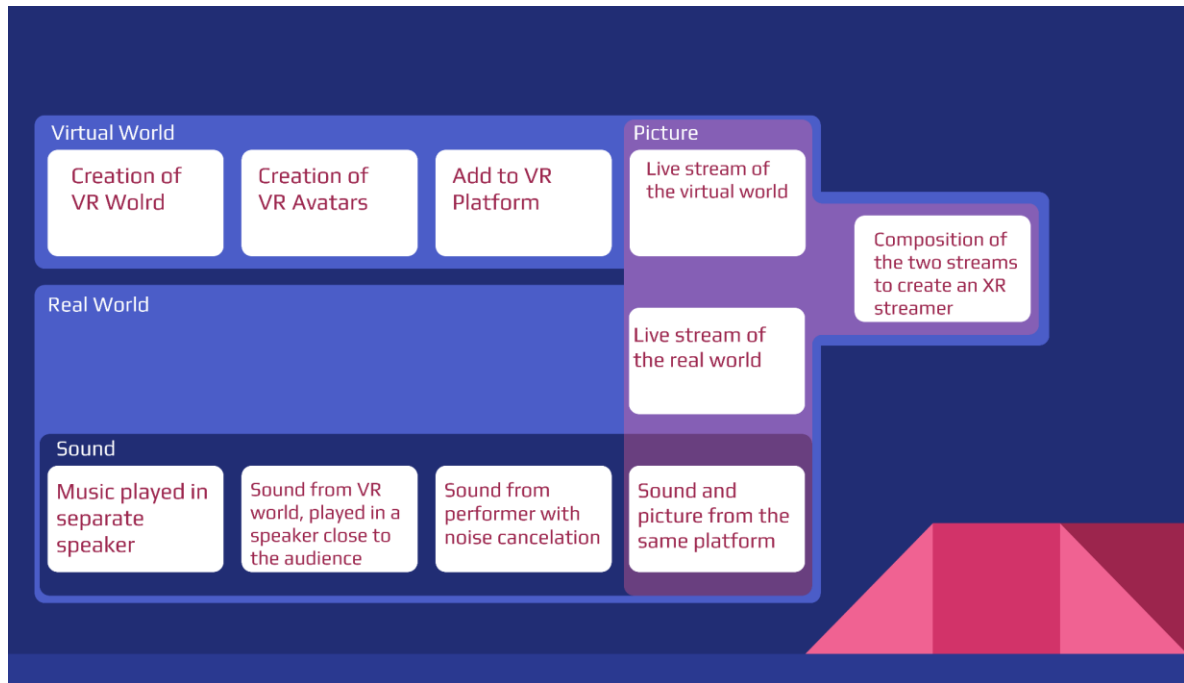 Virtual World
Picture
Creation of
VR Wolrd
Creation of
VR Avatars
Add to VR
Platform
Live stream of
the virtual world
Composition of
the two streams
to create an XR
streamer
Real World
Live stream of
the real world
Sound
Music played in
separate
speaker
Sound from VR
world, played in a
speaker close to
the audience
Sound from
performer with
noise cancelation
Sound and
picture from the
same platform